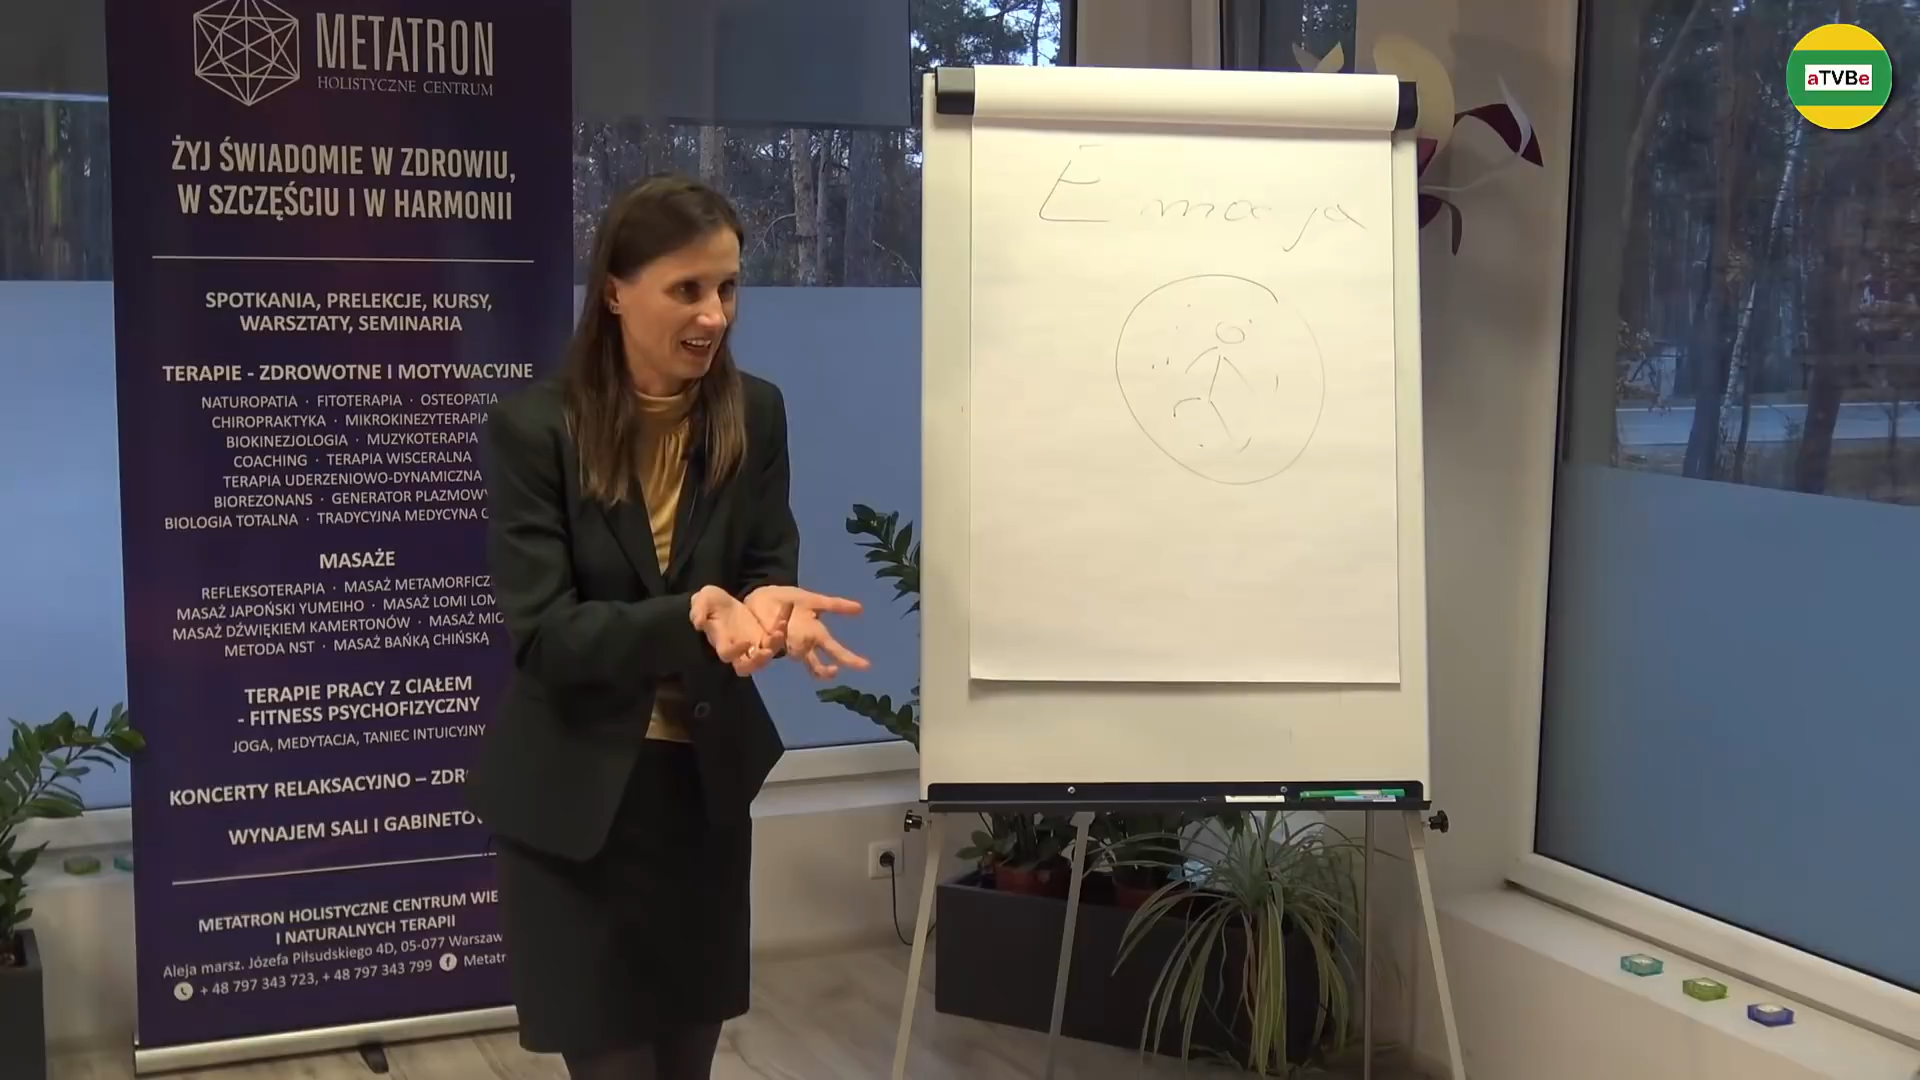 METATRON
HOLISTYCZNE CENTRUM
ŻYJ ŚWIADOMIE W ZDROWIU,
W SZCZĘŚCIU I W HARMONII
SPOTKANIA, PRELEKCJE, KURSY,
WARSZTATY, SEMINARIA
TERAPIE - ZDROWOTNE I MOTYWACYJNE
NATUROPATIA · FITOTERAPIA · OSTEOPATIA
CHIROPRAKTYKA · MIKROKINEZYTERAPIA
BIOKINEZJOLOGIA · MUZYKOTERAPIA
COACHING · TERAPIA WISCERALNA
TERAPIA UDERZENIOWO-DYNAMICZNA
BIOREZONANS · GENERATOR PLAZMOWY
BIOLOGIA TOTALNA · TRADYCYJNA MEDYCYNA C
MASAŻE
REFLEKSOTERAPIA · MASAŻ METAMORFICZ
MASAŻ JAPOŃSKI YUMEIHO · MASAŻ LOMI LOM
MASAŻ DŹWIĘKIEM KAMERTONÓW · MASAŻ MIO
METODA NST · MASAŻ BAŃKĄ CHIŃSKĄ
TERAPIE PRACY Z CIAŁEM
- FITNESS PSYCHOFIZYCZNY
JOGA, MEDYTACJA, TANIEC INTUICYJNY
KONCERTY RELAKSACYJNO – ZDR
WYNAJEM SALI I GABINETÓW
METATRON HOLISTYCZNE CENTRUM WIE
I NATURALNYCH TERAPII
Aleja marsz. Józefa Piłsudskiego 4D, 05-077 Warszaw
+ 48 797 343 723, + 48 797 343 799 Metatr
Emocja
aTVBe